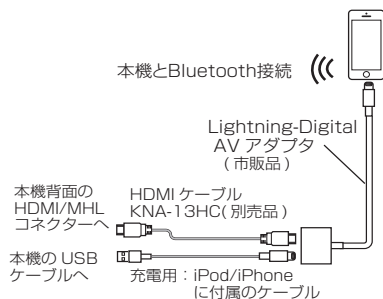 本機とBluetooth接続
Lightning-Digital
AV アダプタ
(市販品)
本機背面の
HDMI/MHL
コネクターへ
HDMI ケーブル
KNA-13HC(別売品)
本機の USB
ケーブルへ
充電用：iPod/iPhone
に付属のケーブル